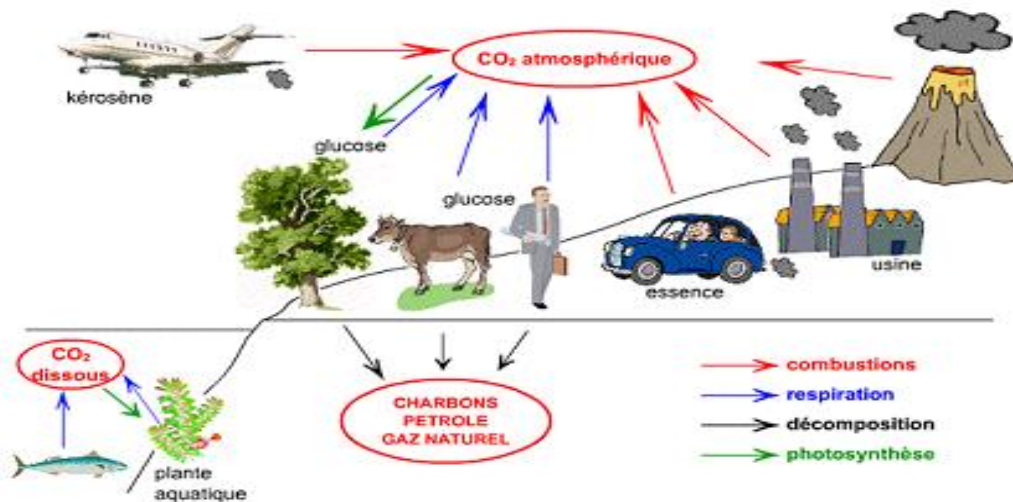 CO₂ atmosphérique
kérosène
glucose
glucose
usine
essence
CO₂
dissous
CHARBONS
PETROLE
GAZ NATUREL
plante
aquatique
combustions
respiration
décomposition
photosynthèse